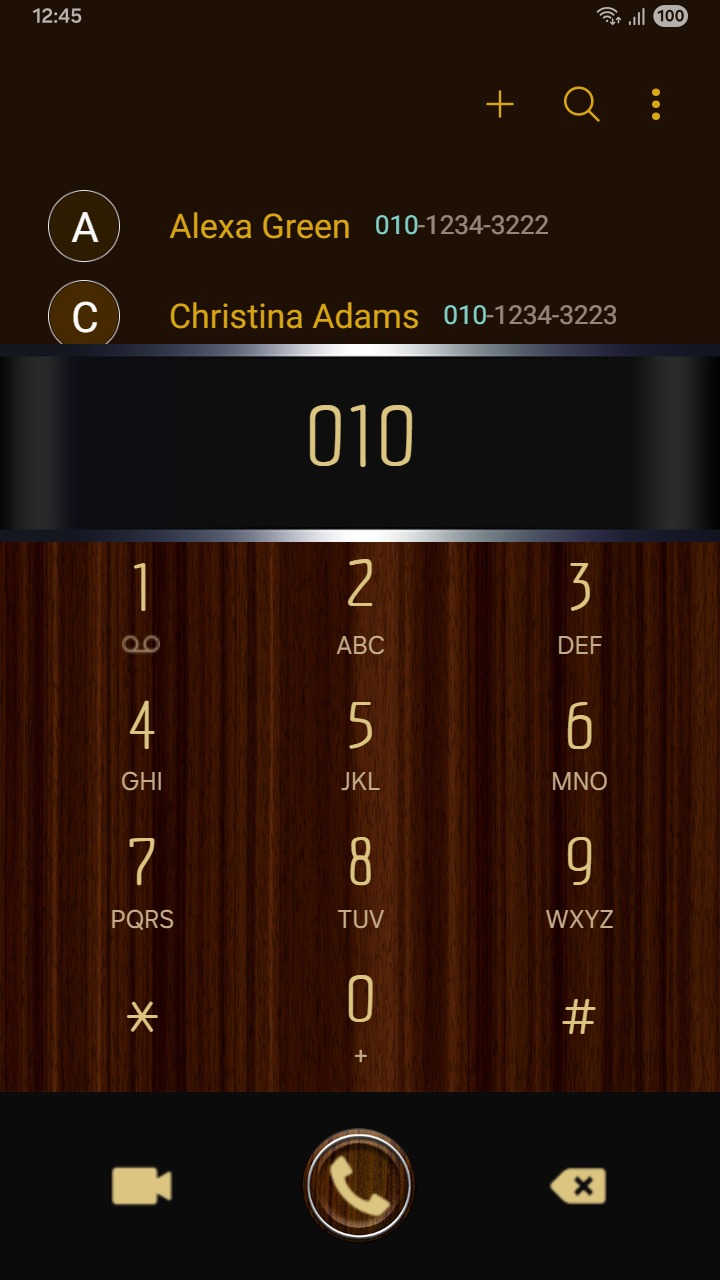 12:45 100
A Alexa Green 010-1234-3222
C Christina Adams 010-1234-3223
010
1 2 3
ABC DEF
4 5 6
GHI JKL MNO
7 8 9
PQRS TUV WXYZ
* 0 #
+